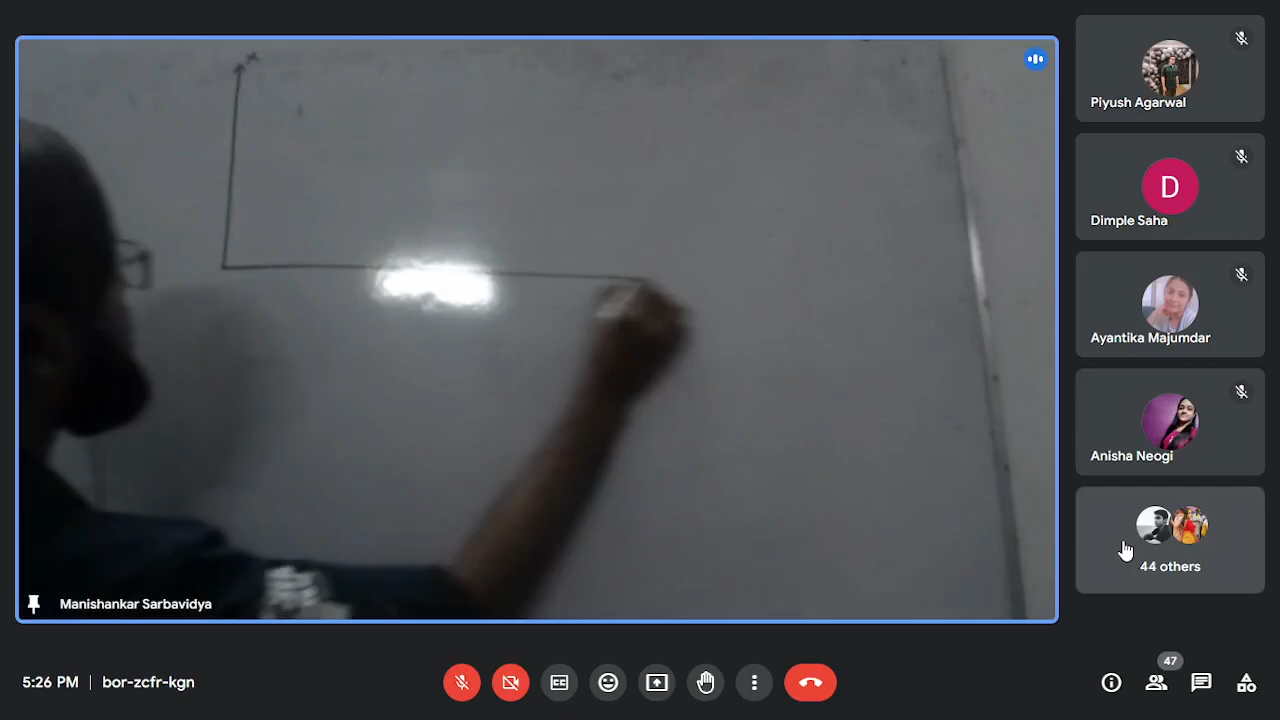 Piyush Agarwal
D
Dimple Saha
Ayantika Majumdar
Anisha Neogi
44 others
Manishankar Sarbavidya
5:26 PM | bor-zcfr-kgn
47